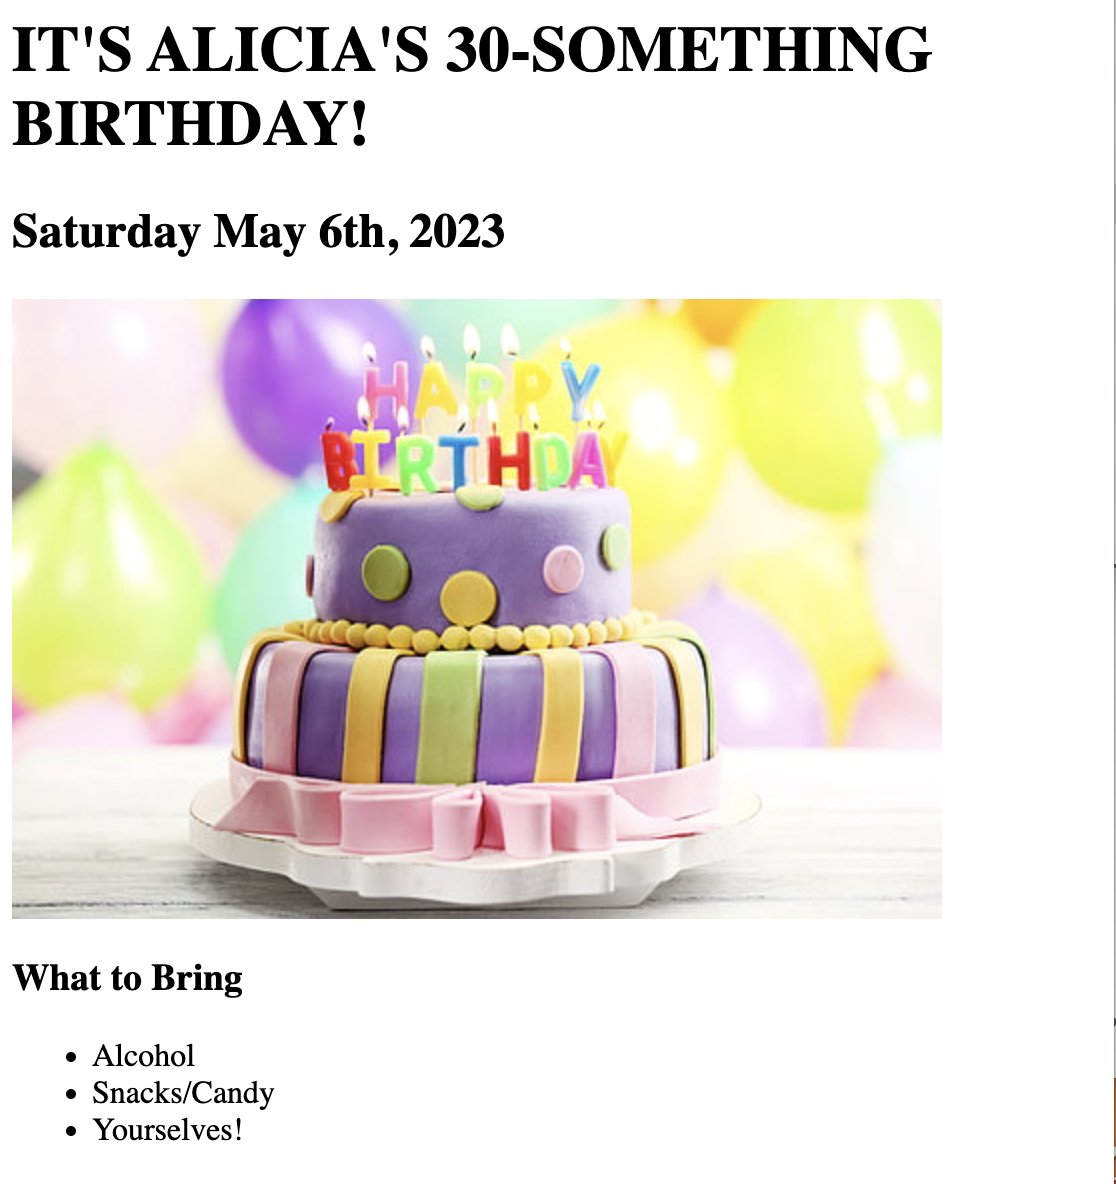 IT'S ALICIA'S 30-SOMETHING
BIRTHDAY!
Saturday May 6th, 2023
HAPPY
BIRTHDAY
What to Bring
Alcohol
Snacks/Candy
Yourselves!